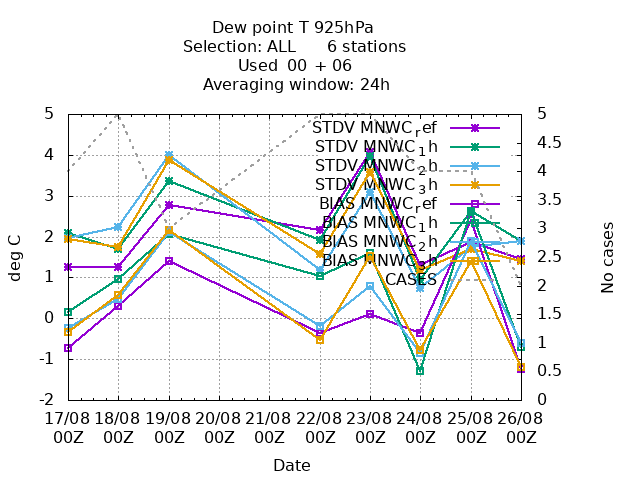 Dew point T 925hPa
Selection: ALL      6 stations
Used  00 + 06
Averaging window: 24h
STDV MNWC_ref
STDV MNWC_1h
STDV MNWC_2h
STDV MNWC_3h
BIAS MNWC_ref
BIAS MNWC_1h
BIAS MNWC_2h
BIAS MNWC_3h
CASES
5
4
3
2
1
0
-1
-2
deg C
5
4.5
4
3.5
3
2.5
2
1.5
1
0.5
0
No cases
17/08 18/08 19/08 20/08 21/08 22/08 23/08 24/08 25/08 26/08
00Z 00Z 00Z 00Z 00Z 00Z 00Z 00Z 00Z 00Z
Date